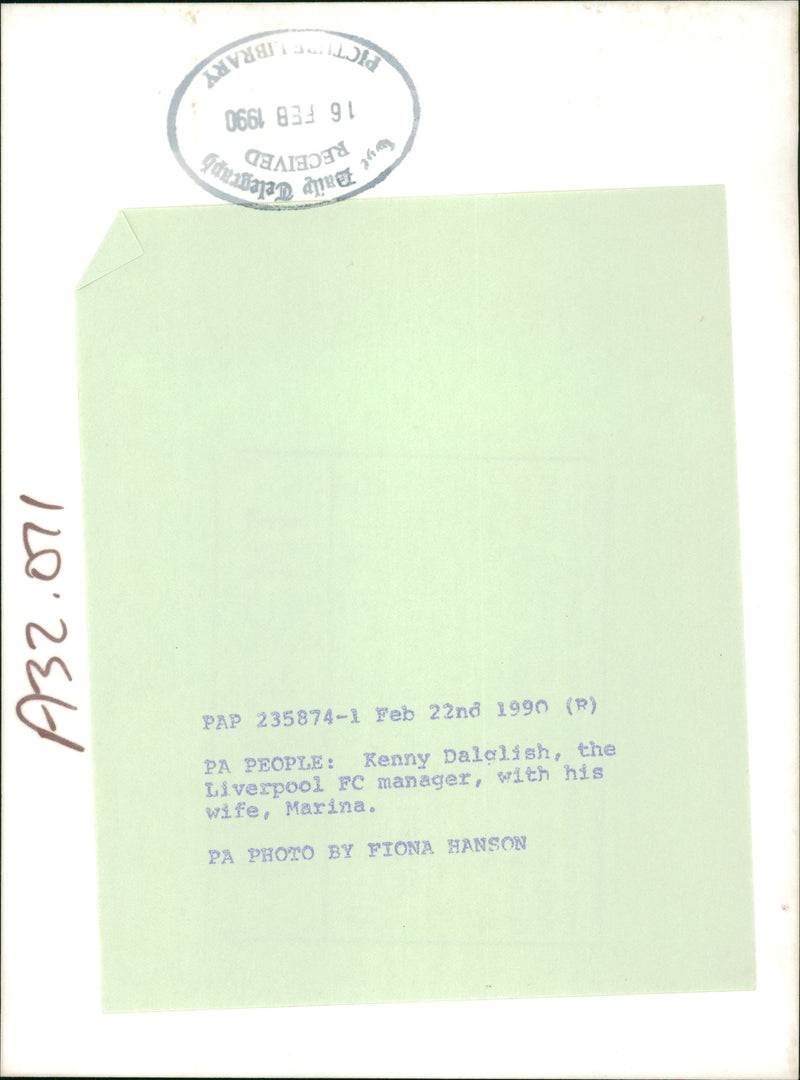 PICTURE LIBRARY
16 FEB 1990
RECEIVED
The Daily Telegraph
A32.071
PAP 235874-1 Feb 22nd 1990 (R)
PA PEOPLE: Kenny Dalglish, the
Liverpool FC manager, with his
wife, Marina.
PA PHOTO BY FIONA HANSON